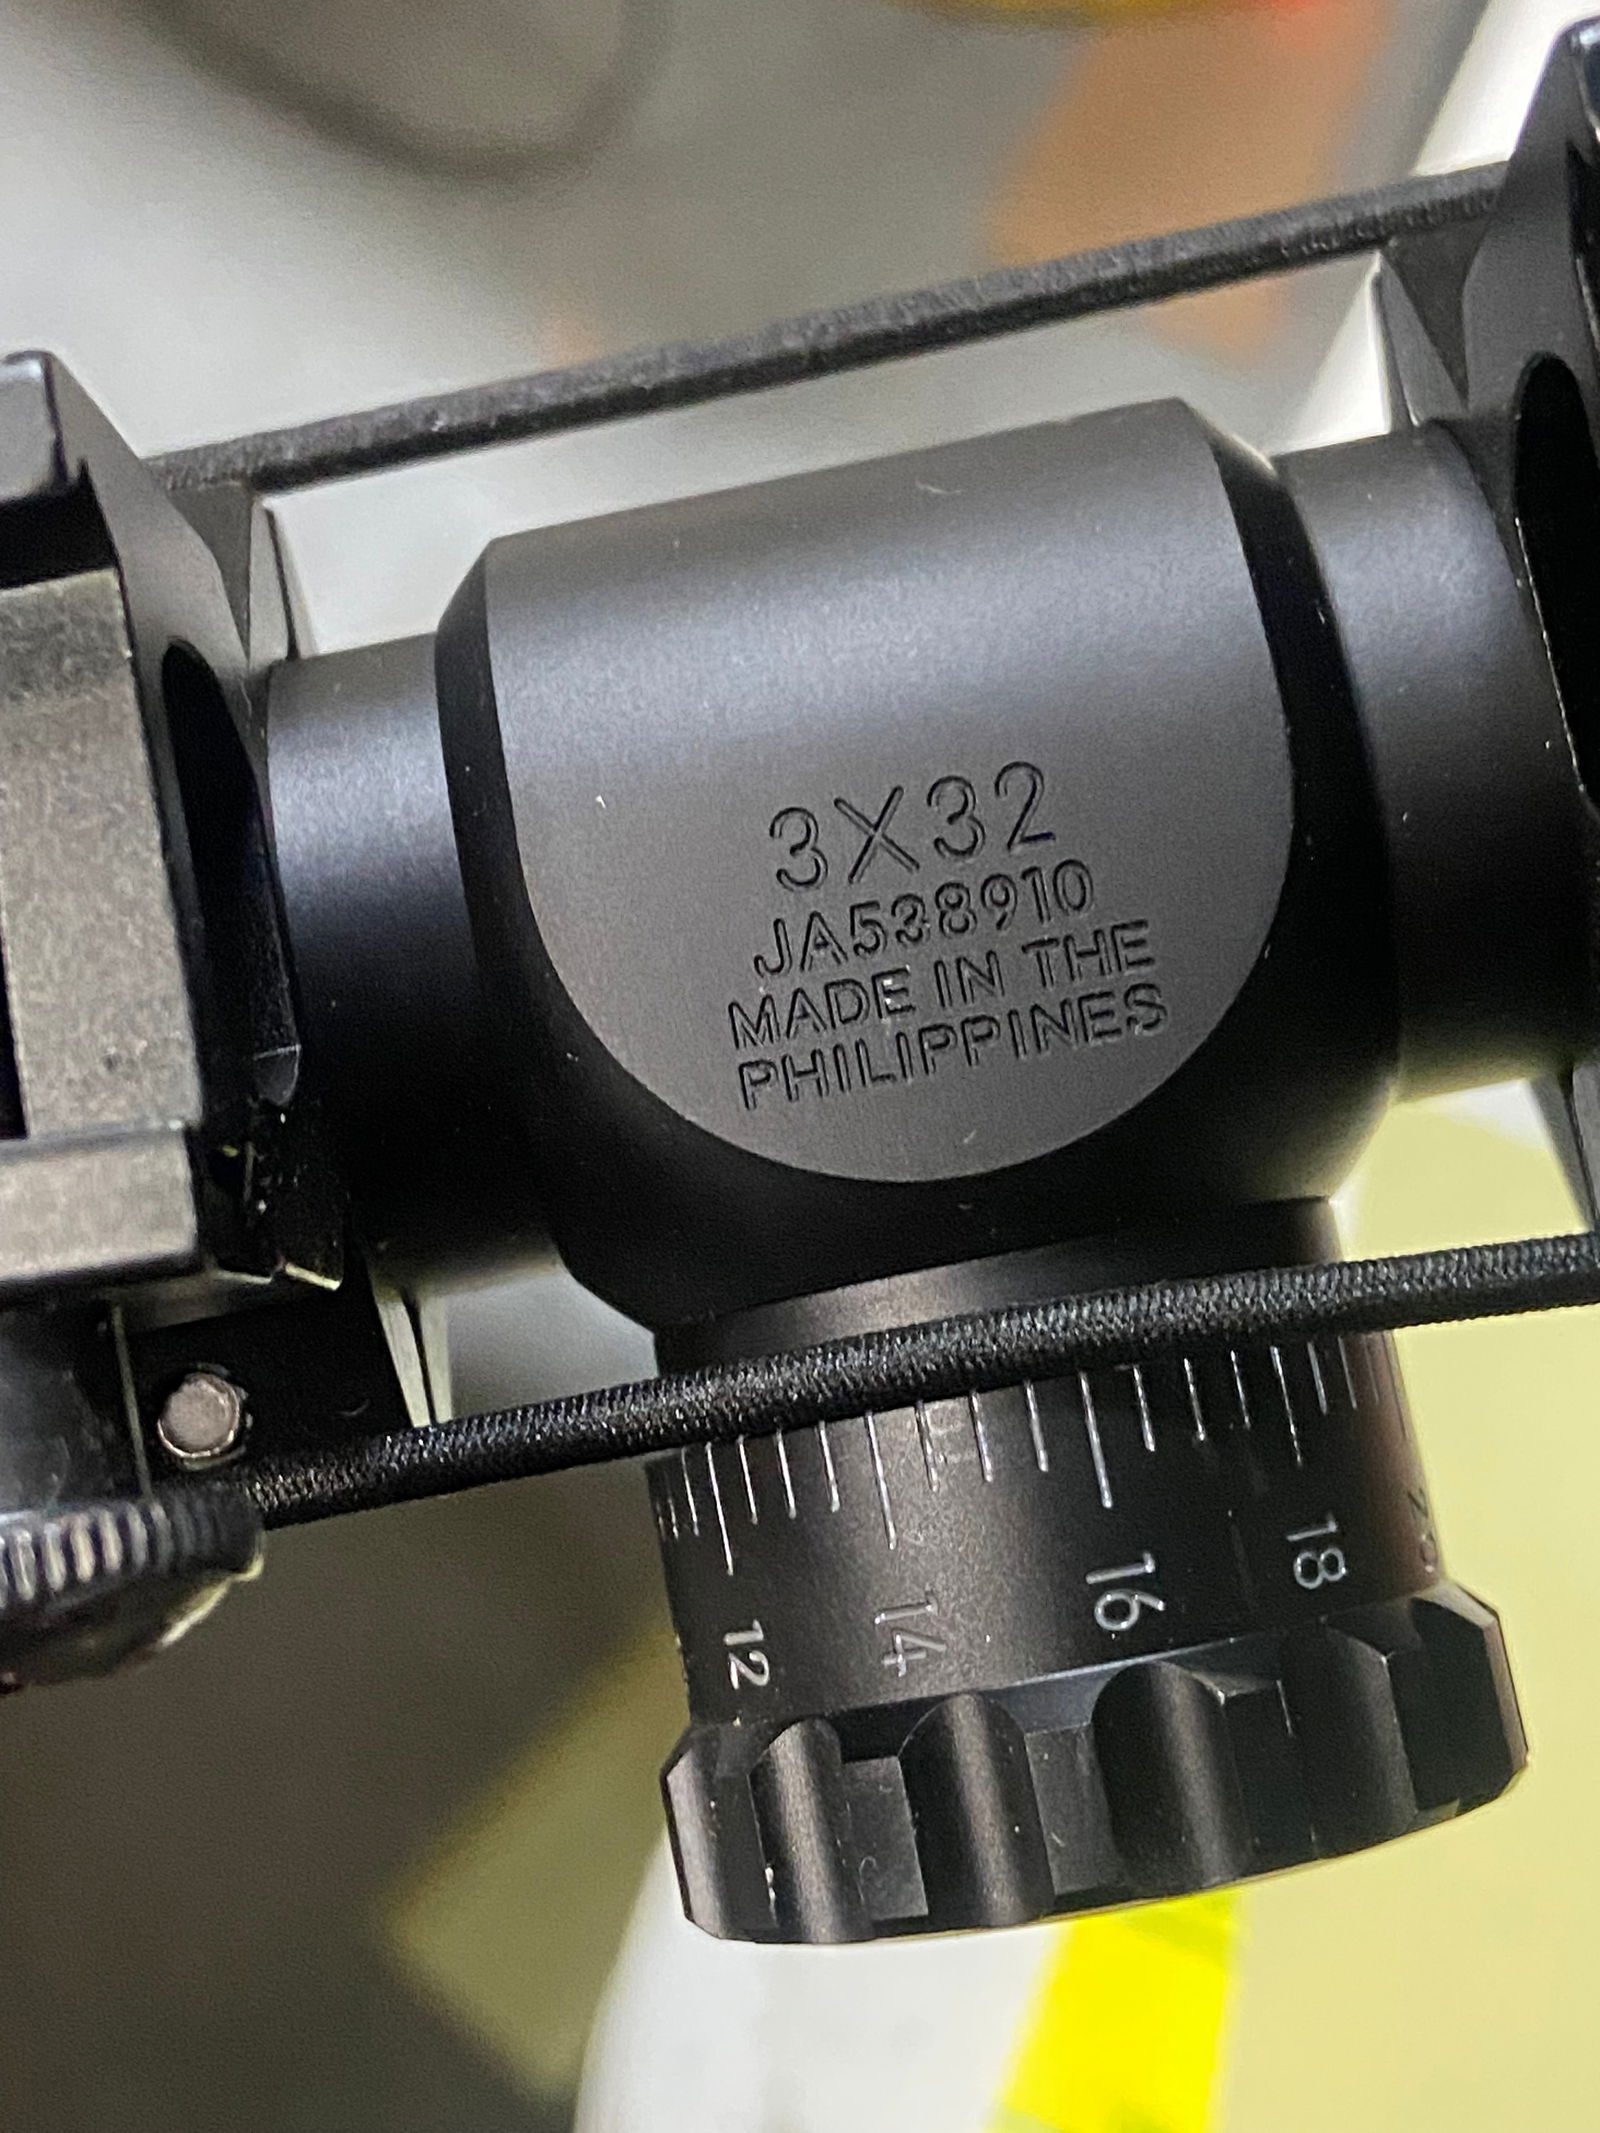 3X32
JA538910
MADE IN THE
PHILIPPINES
12
14
16
18